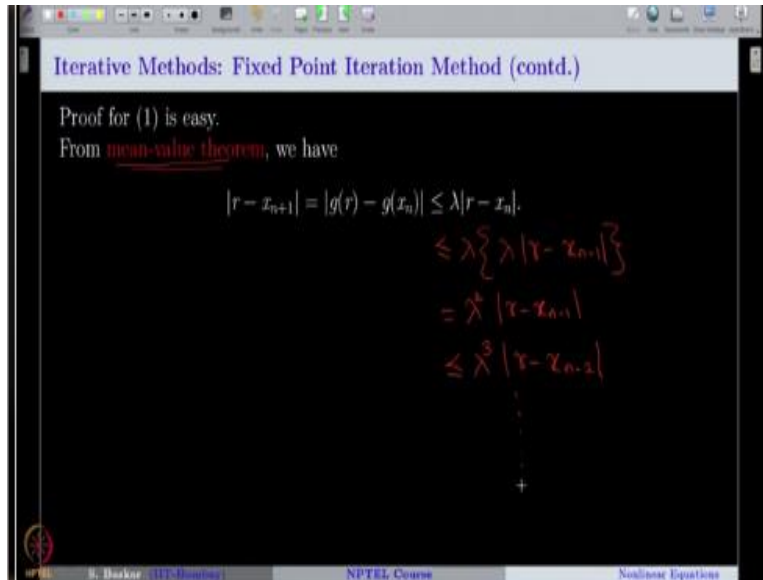 Iterative Methods: Fixed Point Iteration Method (contd.)
Proof for (1) is easy.
From mean-value theorem, we have
|r − x_{n+1}| = |g(r) − g(x_n)| ≤ λ|r − x_n|.
≤ λ{λ|r − x_{n-1}|}
= λ² |r − x_{n-1}|
≤ λ³ |r − x_{n-2}|
S. Baskar (IIT-Bombay) NPTEL Course Nonlinear Equations